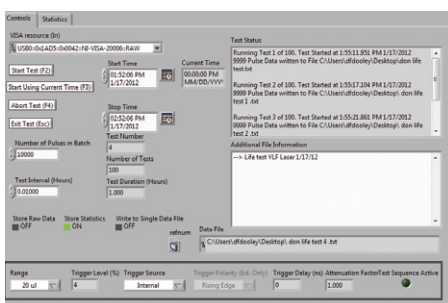 Controls Statistics
VISA resource (In)
USB0::0x1AD5::0x0042::NI-VISA-20006::RAW
Start Time
01:52:06 PM
1/17/2012
Current Time
00:00:00 PM
MM/DD/YYYY
Start Test (F2)
Start Using Current Time (F3)
Abort Test (F4)
Exit Test (Esc)
Stop Time
02:52:06 PM
1/17/2012
Test Number
4
Number of Pulses in Batch
10000
Number of Tests
100
Test Interval (Hours)
0.01000
Test Duration (Hours)
1.000
Store Raw Data
OFF
Store Statistics
ON
Write to Single Data File
OFF
Test Status
Running Test 1 of 100. Test Started at 1:55:11.951 PM 1/17/2012
9999 Pulse Data written to File C:\Users\dfdooley\Desktop\ don life
test.txt
Running Test 2 of 100. Test Started at 1:55:17.104 PM 1/17/2012
9999 Pulse Data written to File C:\Users\dfdooley\Desktop\ don life
test 1 .txt
Running Test 3 of 100. Test Started at 1:55:21.861 PM 1/17/2012
9999 Pulse Data written to File C:\Users\dfdooley\Desktop\ don life
test 2 .txt
Additional File Information
--> Life test VLF Laser 1/17/12
refnum
Data File
C:\Users\dfdooley\Desktop\ don life test 4 .txt
Range
20 uJ
Trigger Level (%)
4
Trigger Source
Internal
Trigger Polarity (Ext. Only)
Rising Edge
Trigger Delay (ns)
0
Attenuation Factor
1.000
Test Sequence Active